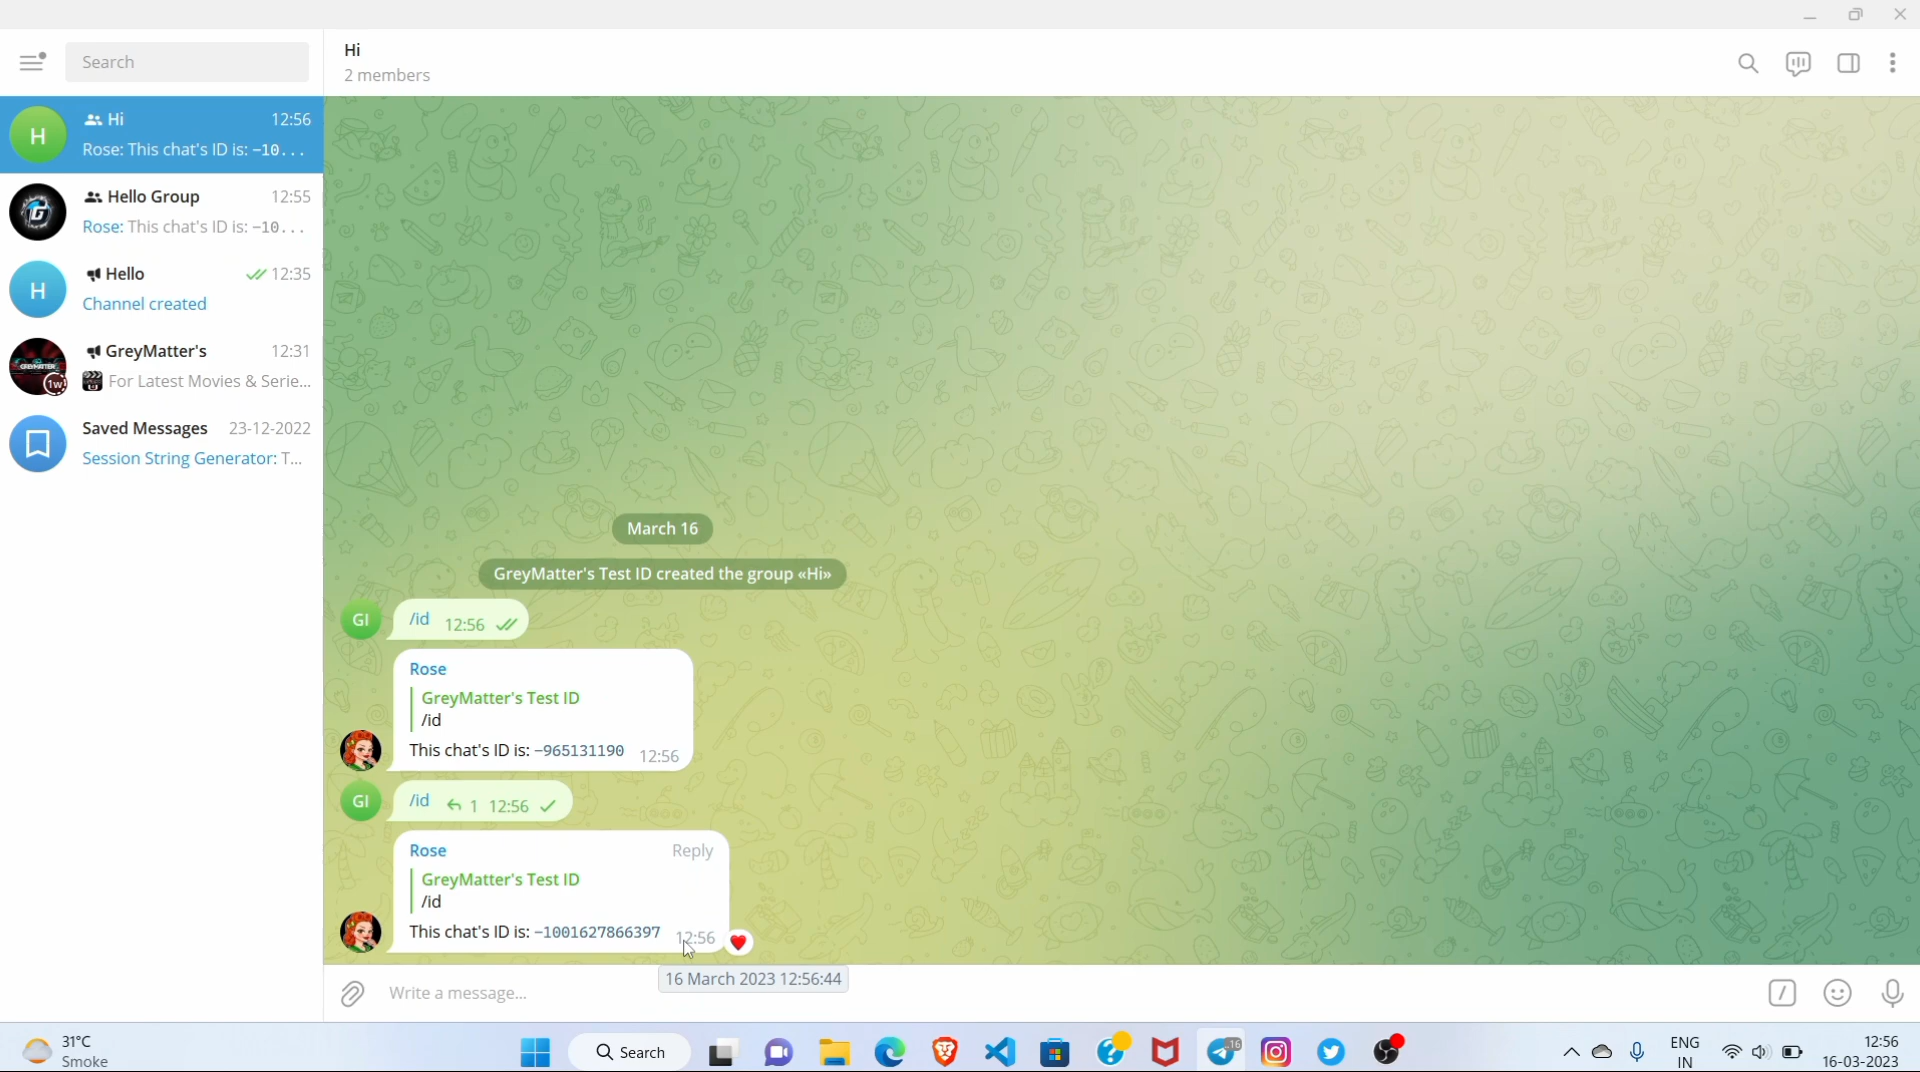 Search
Hi
2 members
Hi 12:56
Rose: This chat's ID is: -10...
Hello Group 12:55
Rose: This chat's ID is: -10...
H
Hello 12:35
Channel created
H
GreyMatter's 12:31
For Latest Movies & Serie...
GREYMATTER
1w
Saved Messages 23-12-2022
Session String Generator: T...
March 16
GreyMatter's Test ID created the group «Hi»
GI
/id 12:56
Rose
GreyMatter's Test ID
/id
This chat's ID is: -965131190 12:56
GI
/id 1 12:56
Rose Reply
GreyMatter's Test ID
/id
This chat's ID is: -1001627866397 12:56
16 March 2023 12:56:44
Write a message...
31°C
Smoke
Search
..16
ENG
IN
12:56
16-03-2023